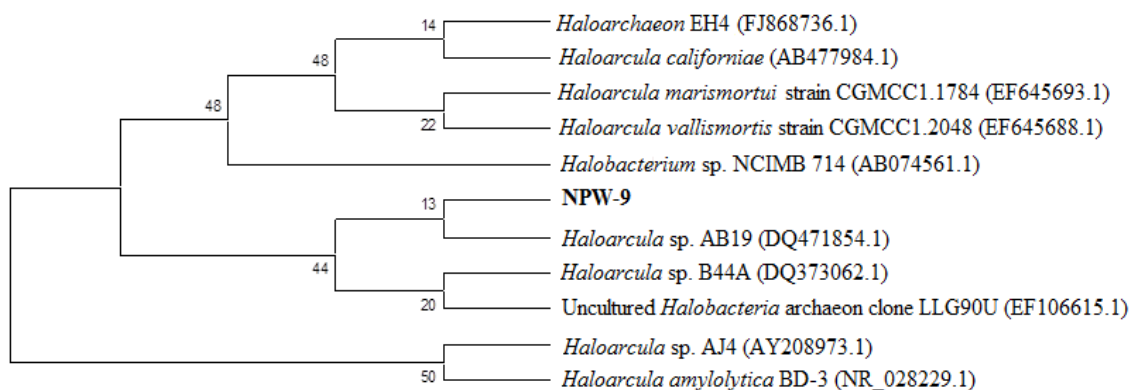 14
Haloarchaeon EH4 (FJ868736.1)
48
Haloarcula californiae (AB477984.1)
48
Haloarcula marismortui strain CGMCC1.1784 (EF645693.1)
22
Haloarcula vallismortis strain CGMCC1.2048 (EF645688.1)
Halobacterium sp. NCIMB 714 (AB074561.1)
13
NPW-9
Haloarcula sp. AB19 (DQ471854.1)
44
Haloarcula sp. B44A (DQ373062.1)
20
Uncultured Halobacteria archaeon clone LLG90U (EF106615.1)
Haloarcula sp. AJ4 (AY208973.1)
50
Haloarcula amylolytica BD-3 (NR_028229.1)